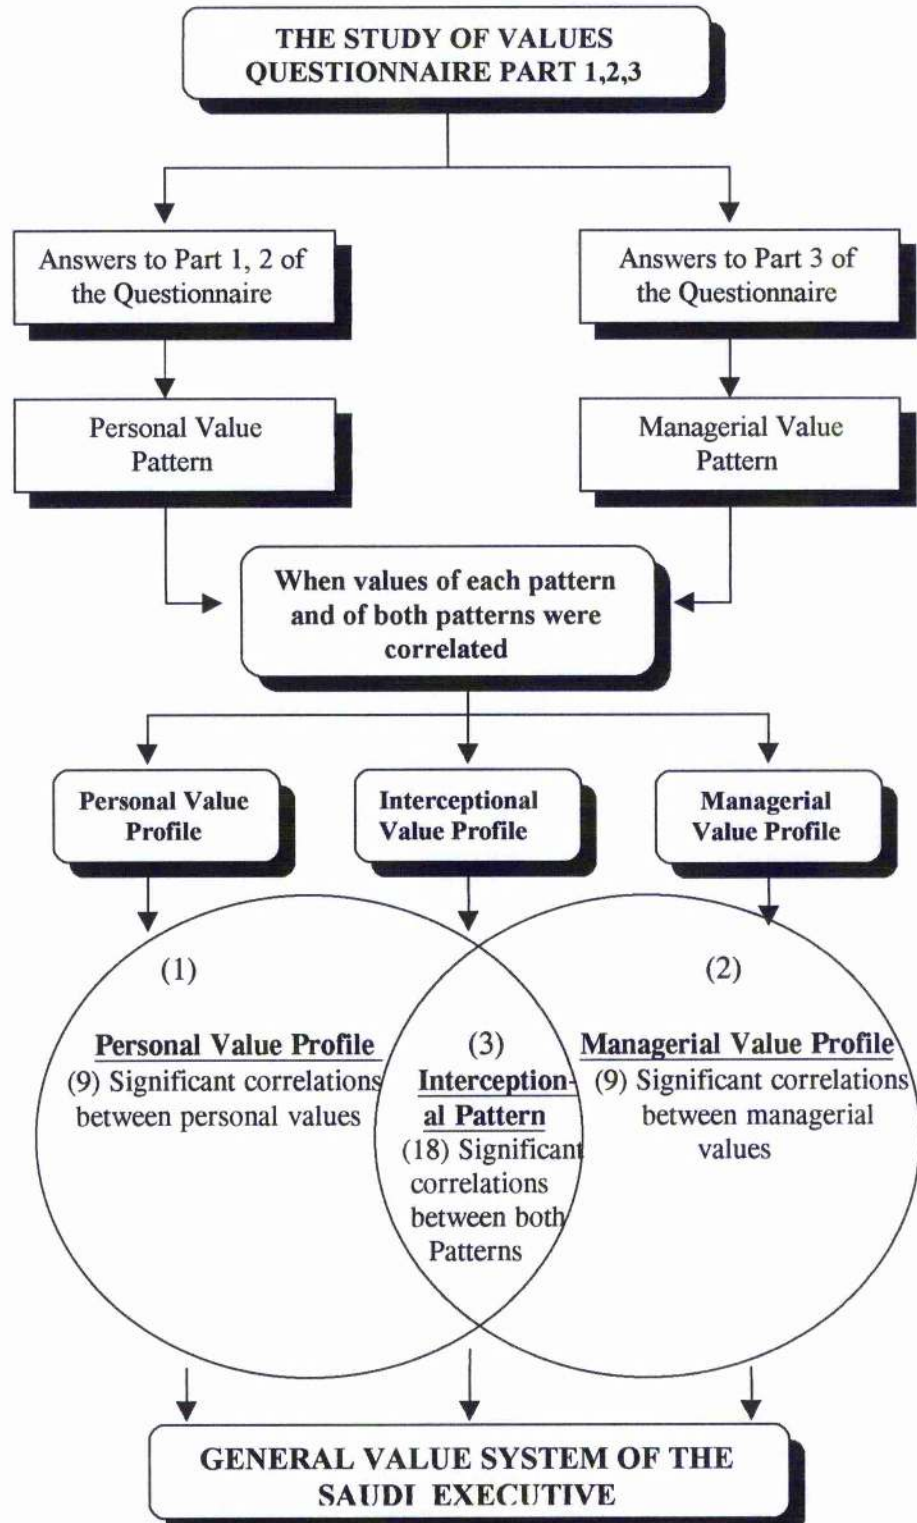 THE STUDY OF VALUES
QUESTIONNAIRE PART 1,2,3
Answers to Part 1, 2 of
the Questionnaire
Answers to Part 3 of
the Questionnaire
Personal Value
Pattern
Managerial Value
Pattern
When values of each pattern
and of both patterns were
correlated
Personal Value
Profile
Interceptional
Value Profile
Managerial
Value Profile
(1)
Personal Value Profile
(9) Significant correlations
between personal values
(3)
Interception-
al Pattern
(18) Significant
correlations
between both
Patterns
(2)
Managerial Value Profile
(9) Significant correlations
between managerial
values
GENERAL VALUE SYSTEM OF THE
SAUDI EXECUTIVE